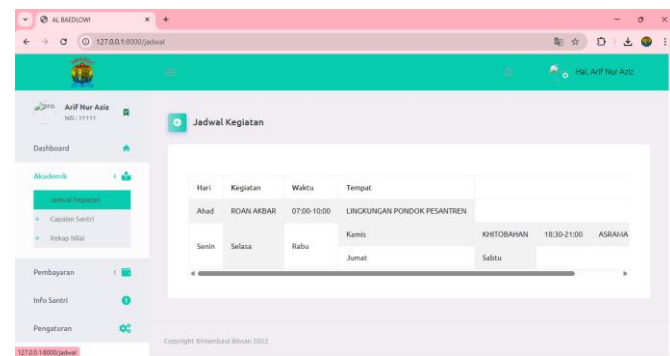 AL BAEDLOWI
127.0.0.1:8000/jadwal
Hai, Arif Nur Aziz
Arif Nur Aziz
NIS: 11111
Dashboard
Akademik
Jadwal Kegiatan
Capaian Santri
Rekap Nilai
Pembayaran
Info Santri
Pengaturan
127.0.0.1:8000/jadwal
Jadwal Kegiatan
Hari Kegiatan Waktu Tempat
Ahad ROAN AKBAR 07:00-10:00 LINGKUNGAN PONDOK PESANTREN
Senin Selasa Rabu Kamis KHITOBAHAN 18:30-21:00 ASRAMA
Jumat Sabtu
Copyright ©Mambaul Ikhsan 2022